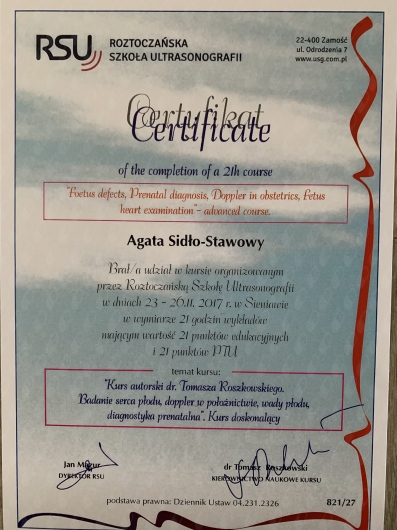 RSU
ROZTOCZAŃSKA
SZKOŁA ULTRASONOGRAFII
22-400 Zamość
ul. Odrodzenia 7
www.usg.com.pl
Certyfikat
Certificate
of the completion of a 21h course
"Foetus defects, Prenatal diagnosis, Doppler in obstetrics, Fetus
heart examination" - advanced course.
Agata Sidło-Stawowy
Brał/a udział w kursie organizowanym
przez Roztoczańską Szkołę Ultrasonografii
w dniach 23 - 26.11. 2017 r. w Sieniawie
w wymiarze 21 godzin wykładów
mającym wartość 21 punktów edukacyjnych
i 21 punktów PTU
temat kursu:
"Kurs autorski dr. Tomasza Roszkowskiego.
Badanie serca płodu, doppler w położnictwie, wady płodu,
diagnostyka prenatalna". Kurs doskonalący
Jan Mazur
DYREKTOR RSU
dr Tomasz Roszkowski
KIEROWNICTWO NAUKOWE KURSU
podstawa prawna: Dziennik Ustaw 04.231.2326
821/27